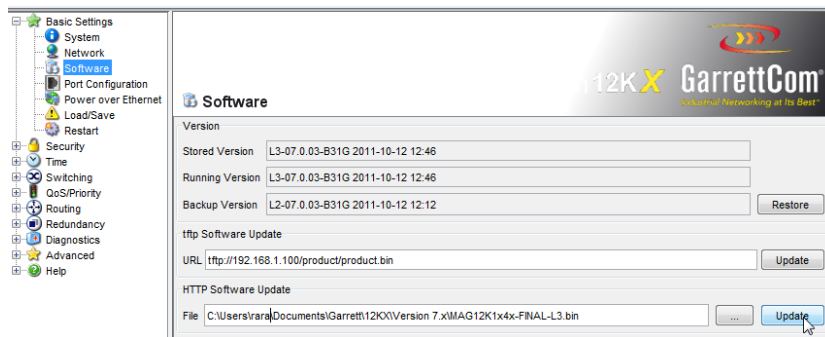 Basic Settings
System
Network
Software
Port Configuration
Power over Ethernet
Load/Save
Restart
Security
Time
Switching
QoS/Priority
Routing
Redundancy
Diagnostics
Advanced
Help
12K X GarrettCom
Industrial Networking at Its Best
Software
Version
Stored Version L3-07.0.03-B31G 2011-10-12 12:46
Running Version L3-07.0.03-B31G 2011-10-12 12:46
Backup Version L2-07.0.03-B31G 2011-10-12 12:12 Restore
tftp Software Update
URL tftp://192.168.1.100/product/product.bin Update
HTTP Software Update
File C:\Users\rara\Documents\Garrett\12KX\Version 7.x\MAG12K1x4x-FINAL-L3.bin ... Update